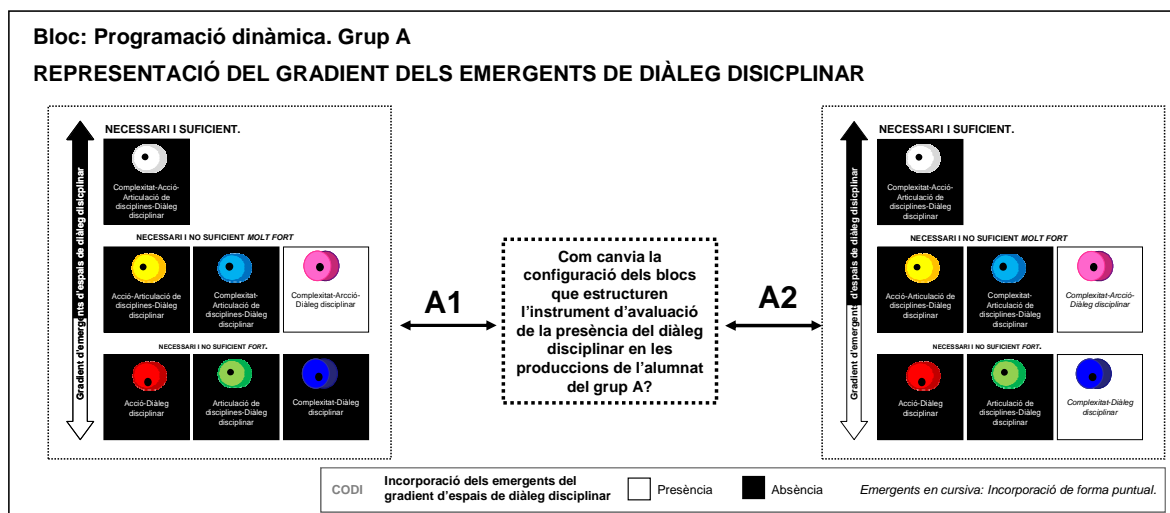 Bloc: Programació dinàmica. Grup A
REPRESENTACIÓ DEL GRADIENT DELS EMERGENTS DE DIÀLEG DISICPLINAR
Gradient d'emergents d'espais de diàleg disicplinar
NECESSARI I SUFICIENT.
Complexitat-Acció-
Articulació de
disciplines-Diàleg
disciplinar
NECESSARI I NO SUFICIENT MOLT FORT
Acció-Articulació de
disciplines-Diàleg
disciplinar
Complexitat-
Articulació de
disciplines-Diàleg
disciplinar
Complexitat-Arcció-
Diàleg disciplinar
NECESSARI I NO SUFICIENT FORT.
Acció-Diàleg
disciplinar
Articulació de
disciplines-Diàleg
disciplinar
Complexitat-Diàleg
disciplinar
A1
Com canvia la
configuració dels blocs
que estructuren
l'instrument d'avaluació
de la presència del diàleg
disciplinar en les
produccions de l'alumnat
del grup A?
A2
Gradient d'emergents d'espais de diàleg disicplinar
NECESSARI I SUFICIENT.
Complexitat-Acció-
Articulació de
disciplines-Diàleg
disciplinar
NECESSARI I NO SUFICIENT MOLT FORT
Acció-Articulació de
disciplines-Diàleg
disciplinar
Complexitat-
Articulació de
disciplines-Diàleg
disciplinar
Complexitat-Arcció-
Diàleg disciplinar
NECESSARI I NO SUFICIENT FORT.
Acció-Diàleg
disciplinar
Articulació de
disciplines-Diàleg
disciplinar
Complexitat-Diàleg
disciplinar
CODI
Incorporació dels emergents del
gradient d'espais de diàleg disciplinar
Presència
Absència
Emergents en cursiva: Incorporació de forma puntual.